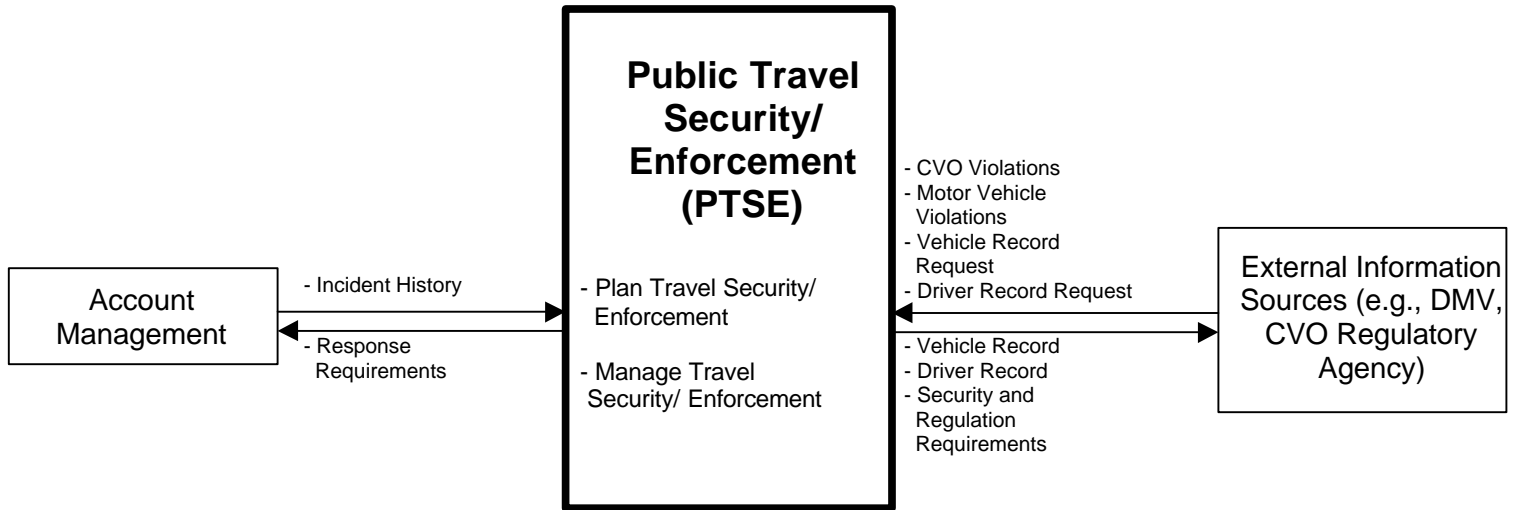 Public Travel
Security/
Enforcement
(PTSE)
- Plan Travel Security/
Enforcement
- Manage Travel
Security/ Enforcement
Account
Management
- Incident History
- Response
Requirements
- CVO Violations
- Motor Vehicle
Violations
- Vehicle Record
Request
- Driver Record Request
- Vehicle Record
- Driver Record
- Security and
Regulation
Requirements
External Information
Sources (e.g., DMV,
CVO Regulatory
Agency)